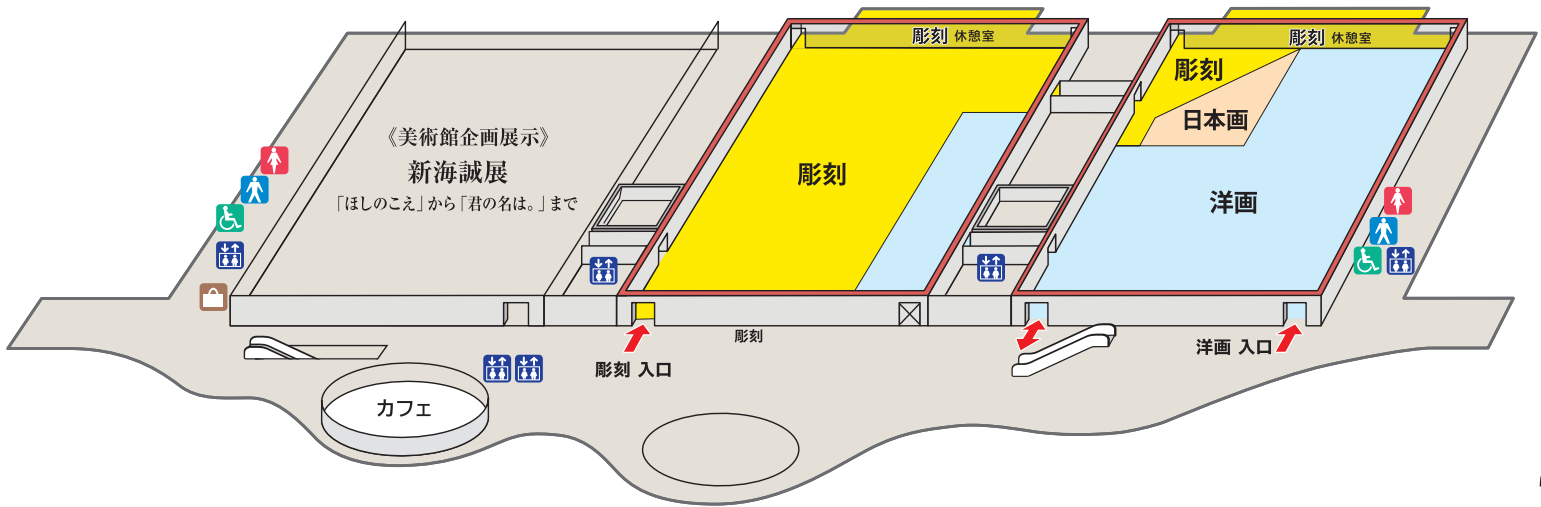 彫刻 休憩室
彫刻 休憩室
彫刻
日本画
《美術館企画展示》
新海誠展
「ほしのこえ」から「君の名は。」まで
彫刻
洋画
彫刻
彫刻 入口
洋画 入口
カフェ